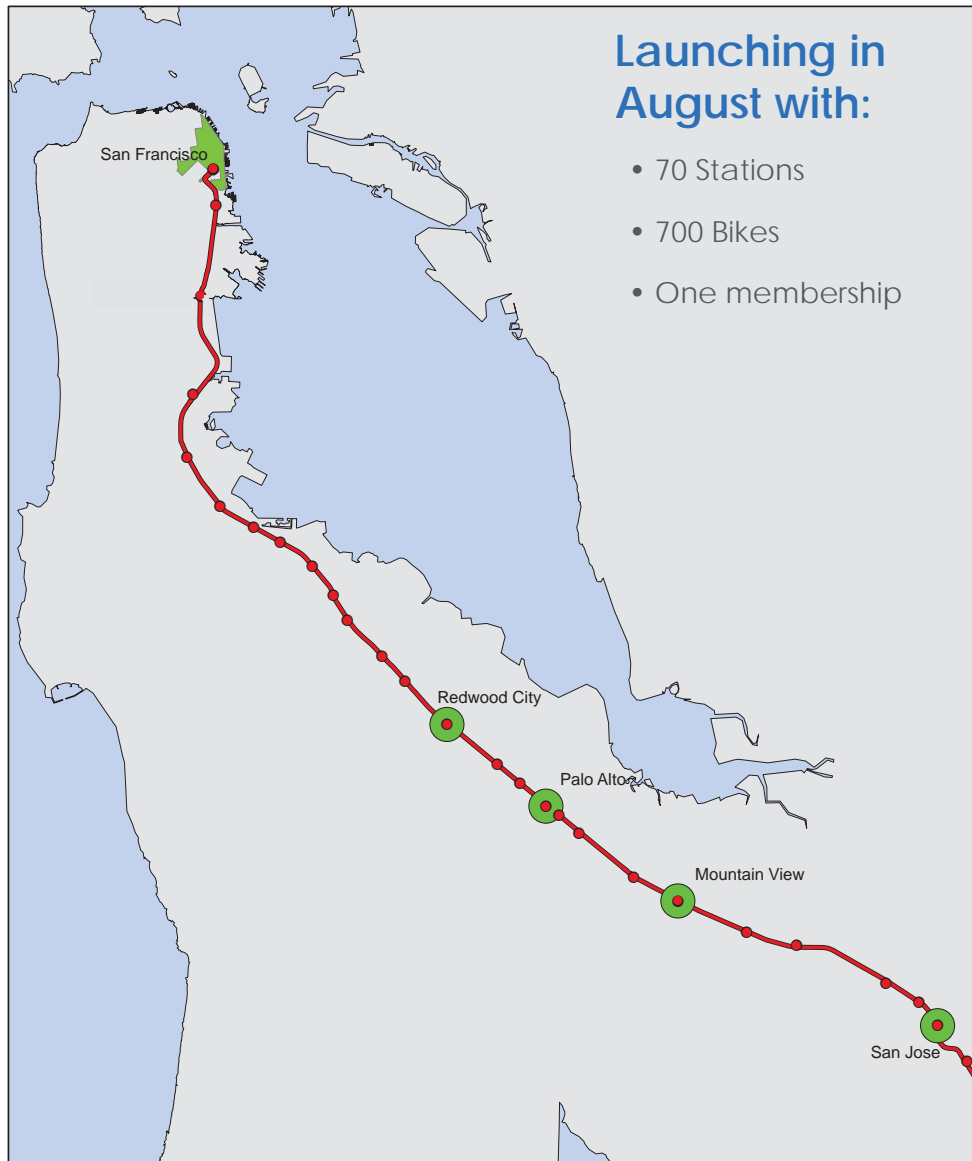 Launching in
August with:
• 70 Stations
• 700 Bikes
• One membership
San Francisco
Redwood City
Palo Alto
Mountain View
San Jose